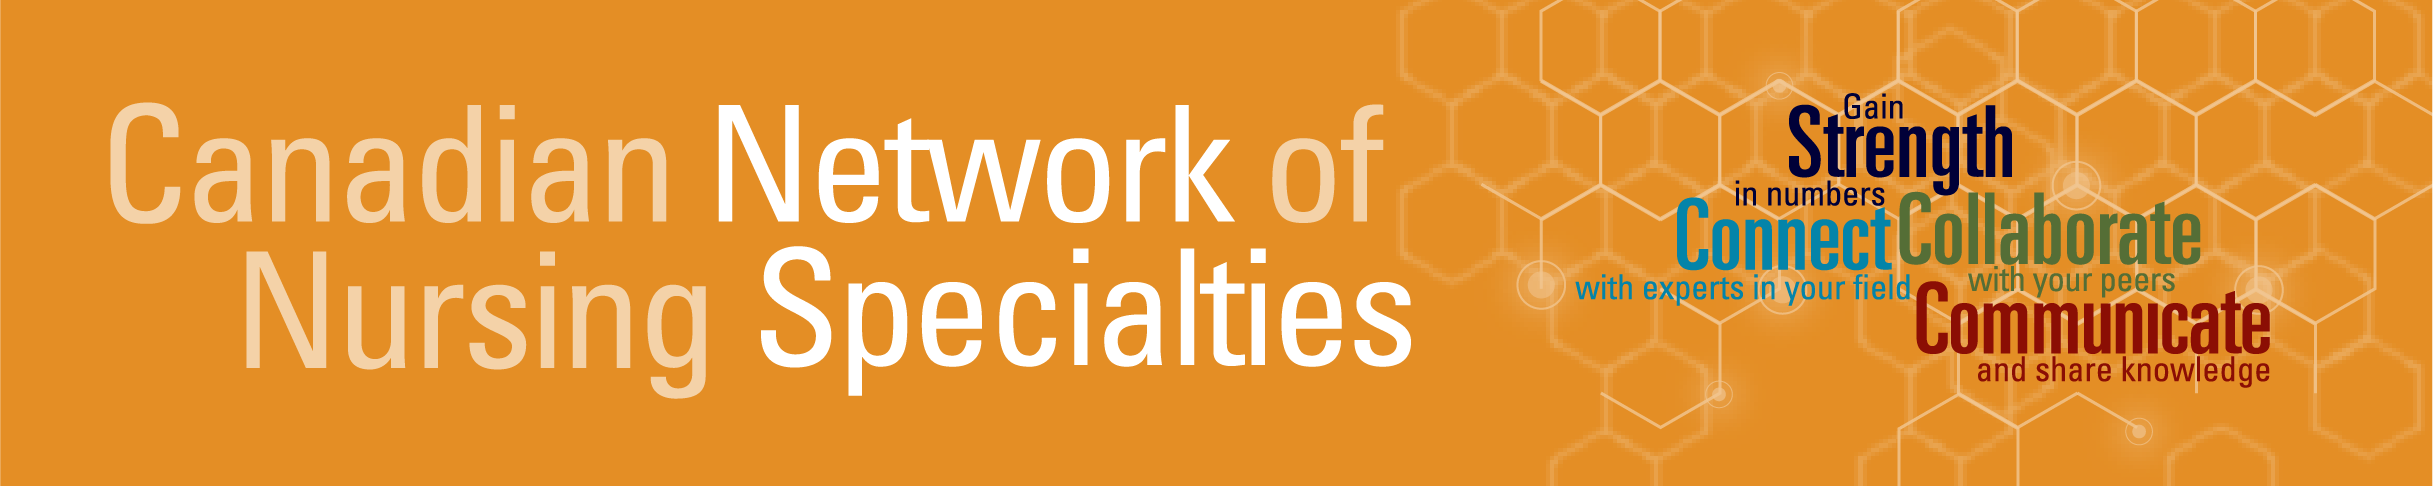 Canadian Network of
Nursing Specialties
Gain
Strength
in numbers
Connect
with experts in your field
Collaborate
with your peers
Communicate
and share knowledge